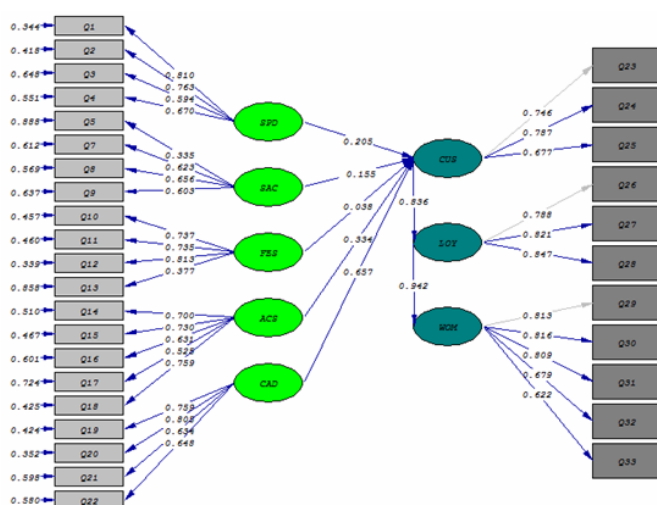 0.344 Q1
0.418 Q2
0.648 Q3
0.551 Q4
0.888 Q5
0.612 Q7
0.569 Q8
0.637 Q9
0.457 Q10
0.460 Q11
0.339 Q12
0.858 Q13
0.510 Q14
0.467 Q15
0.601 Q16
0.724 Q17
0.425 Q18
0.424 Q19
0.352 Q20
0.598 Q21
0.580 Q22
0.810
0.763
0.594
0.670
0.335
0.623
0.656
0.603
0.737
0.735
0.813
0.377
0.700
0.730
0.631
0.525
0.759
0.759
0.805
0.634
0.648
SPD
SAC
FES
ACS
CAD
0.205
0.155
0.038
0.334
0.657
CUS
0.836
LOY
0.942
WOM
0.746
0.787
0.677
0.788
0.821
0.847
0.813
0.816
0.809
0.679
0.622
Q23
Q24
Q25
Q26
Q27
Q28
Q29
Q30
Q31
Q32
Q33